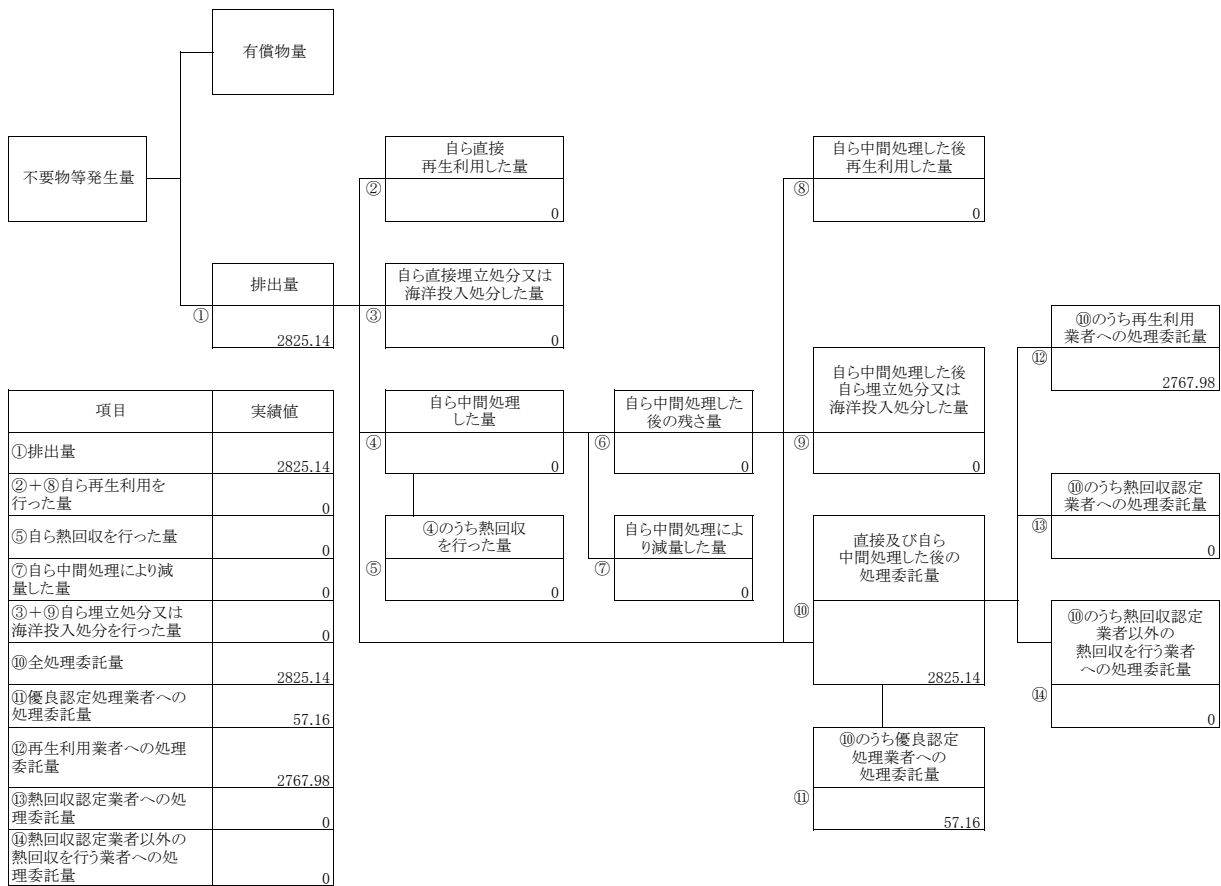 有償物量
不要物等発生量
排出量
①
2825.14
自ら直接
再生利用した量
②
0
自ら直接埋立処分又は
海洋投入処分した量
③
0
自ら中間処理
した量
④
0
④のうち熱回収
を行った量
⑤
0
自ら中間処理した
後の残さ量
⑥
0
自ら中間処理によ
り減量した量
⑦
0
自ら中間処理した後
再生利用した量
⑧
0
自ら中間処理した後
自ら埋立処分又は
海洋投入処分した量
⑨
0
直接及び自ら
中間処理した後の
処理委託量
⑩
2825.14
⑩のうち優良認定
処理業者への
処理委託量
⑪
57.16
⑩のうち再生利用
業者への処理委託量
⑫
2767.98
⑩のうち熱回収認定
業者への処理委託量
⑬
0
⑩のうち熱回収認定
業者以外の
熱回収を行う業者
への処理委託量
⑭
0
項目 実績値
①排出量
2825.14
②＋⑧自ら再生利用を
行った量
0
⑤自ら熱回収を行った量
0
⑦自ら中間処理により減
量した量
0
③＋⑨自ら埋立処分又は
海洋投入処分を行った量
0
⑩全処理委託量
2825.14
⑪優良認定処理業者への
処理委託量
57.16
⑫再生利用業者への処理
委託量
2767.98
⑬熱回収認定業者への処
理委託量
0
⑭熱回収認定業者以外の
熱回収を行う業者への処
理委託量
0